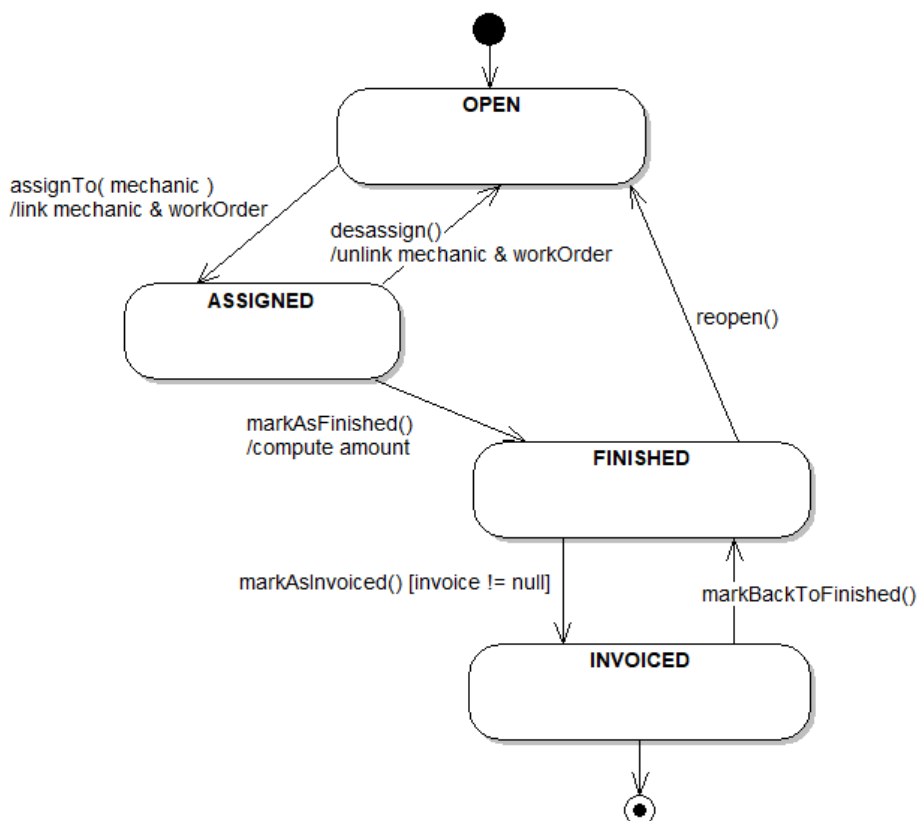 OPEN
assignTo( mechanic )
/link mechanic & workOrder
desassign()
/unlink mechanic & workOrder
ASSIGNED
reopen()
markAsFinished()
/compute amount
FINISHED
markAsInvoiced() [invoice != null]
markBackToFinished()
INVOICED